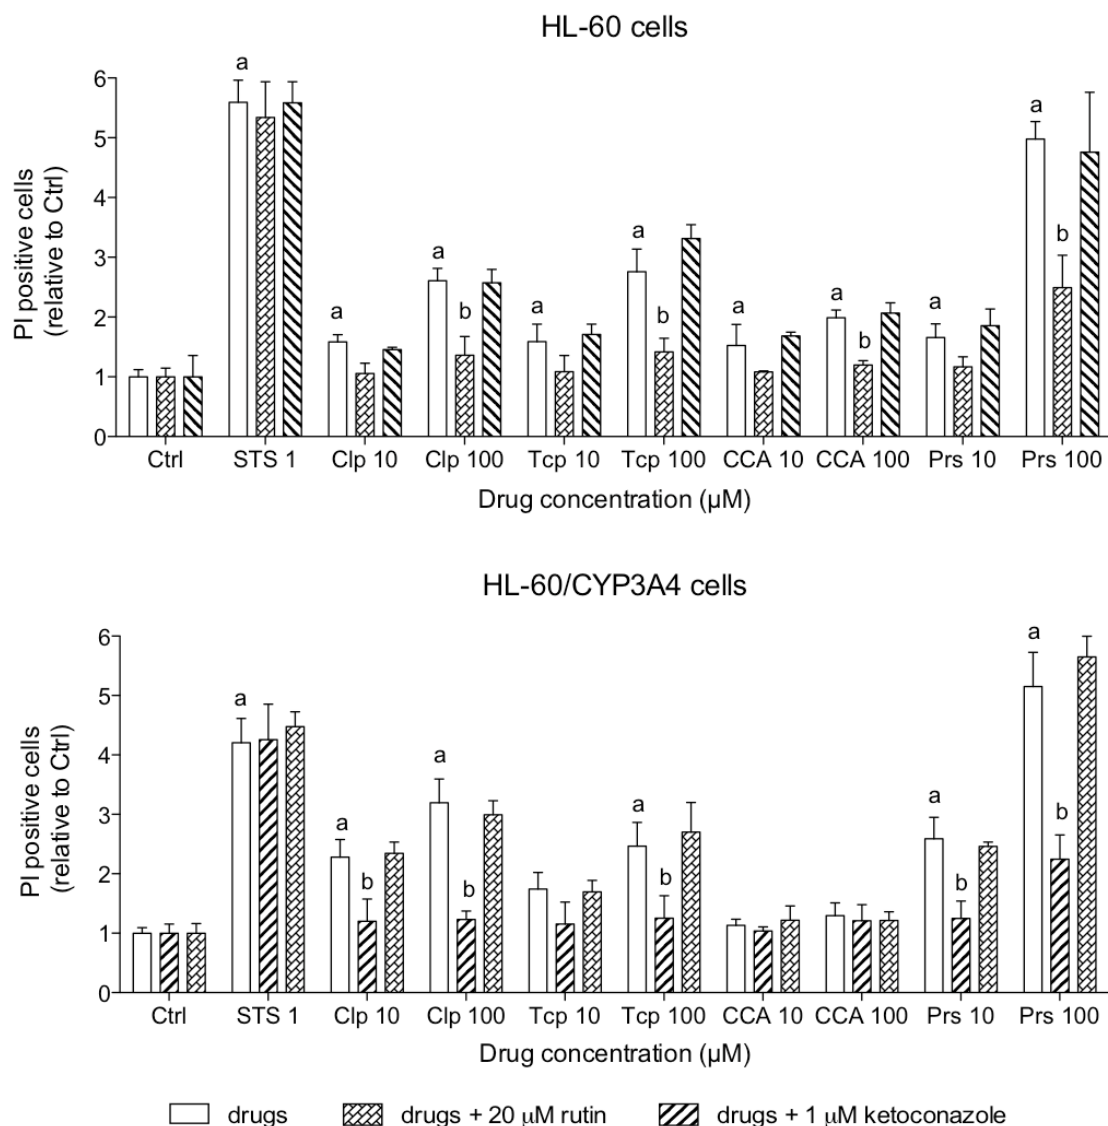 HL-60 cells
PI positive cells
(relative to Ctrl)
6
5
4
3
2
1
0
a
a
a
b
a
a
b
a
a
b
a
a
b
Ctrl
STS 1
Clp 10
Clp 100
Tcp 10
Tcp 100
CCA 10
CCA 100
Prs 10
Prs 100
Drug concentration (µM)
HL-60/CYP3A4 cells
PI positive cells
(relative to Ctrl)
6
5
4
3
2
1
0
a
a
b
a
b
a
b
a
b
a
b
Ctrl
STS 1
Clp 10
Clp 100
Tcp 10
Tcp 100
CCA 10
CCA 100
Prs 10
Prs 100
Drug concentration (µM)
drugs
drugs + 20 µM rutin
drugs + 1 µM ketoconazole